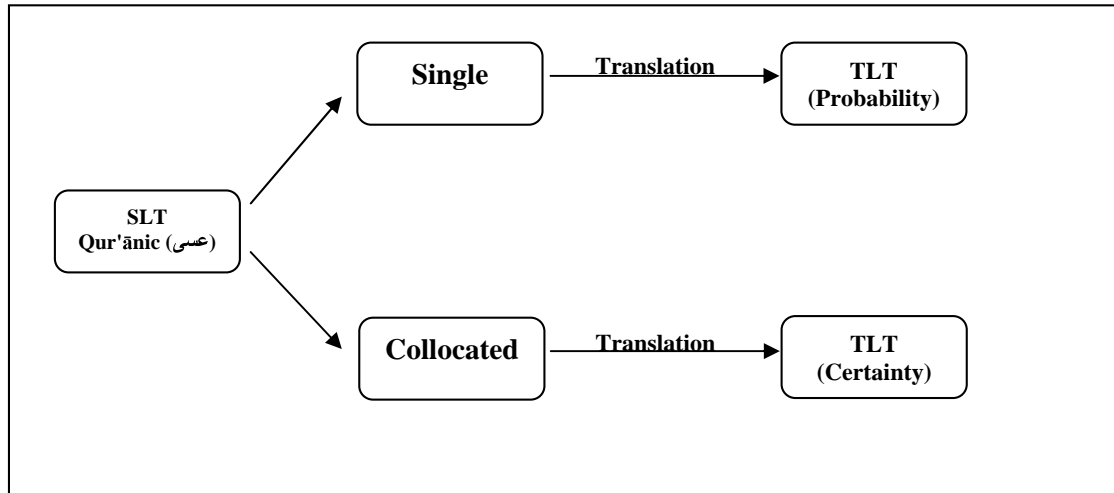 Single
Translation
TLT
(Probability)
SLT
Qur'ānic (عسى)
Collocated
Translation
TLT
(Certainty)